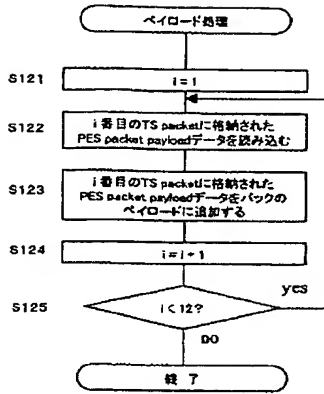 ペイロード処理
S121
i=1
S122
i番目のTS packetに格納された
PES packet payloadデータを読み込む
S123
i番目のTS packetに格納された
PES packet payloadデータをパックの
ペイロードに追加する
S124
i=i+1
S125
i<12?
yes
no
終了